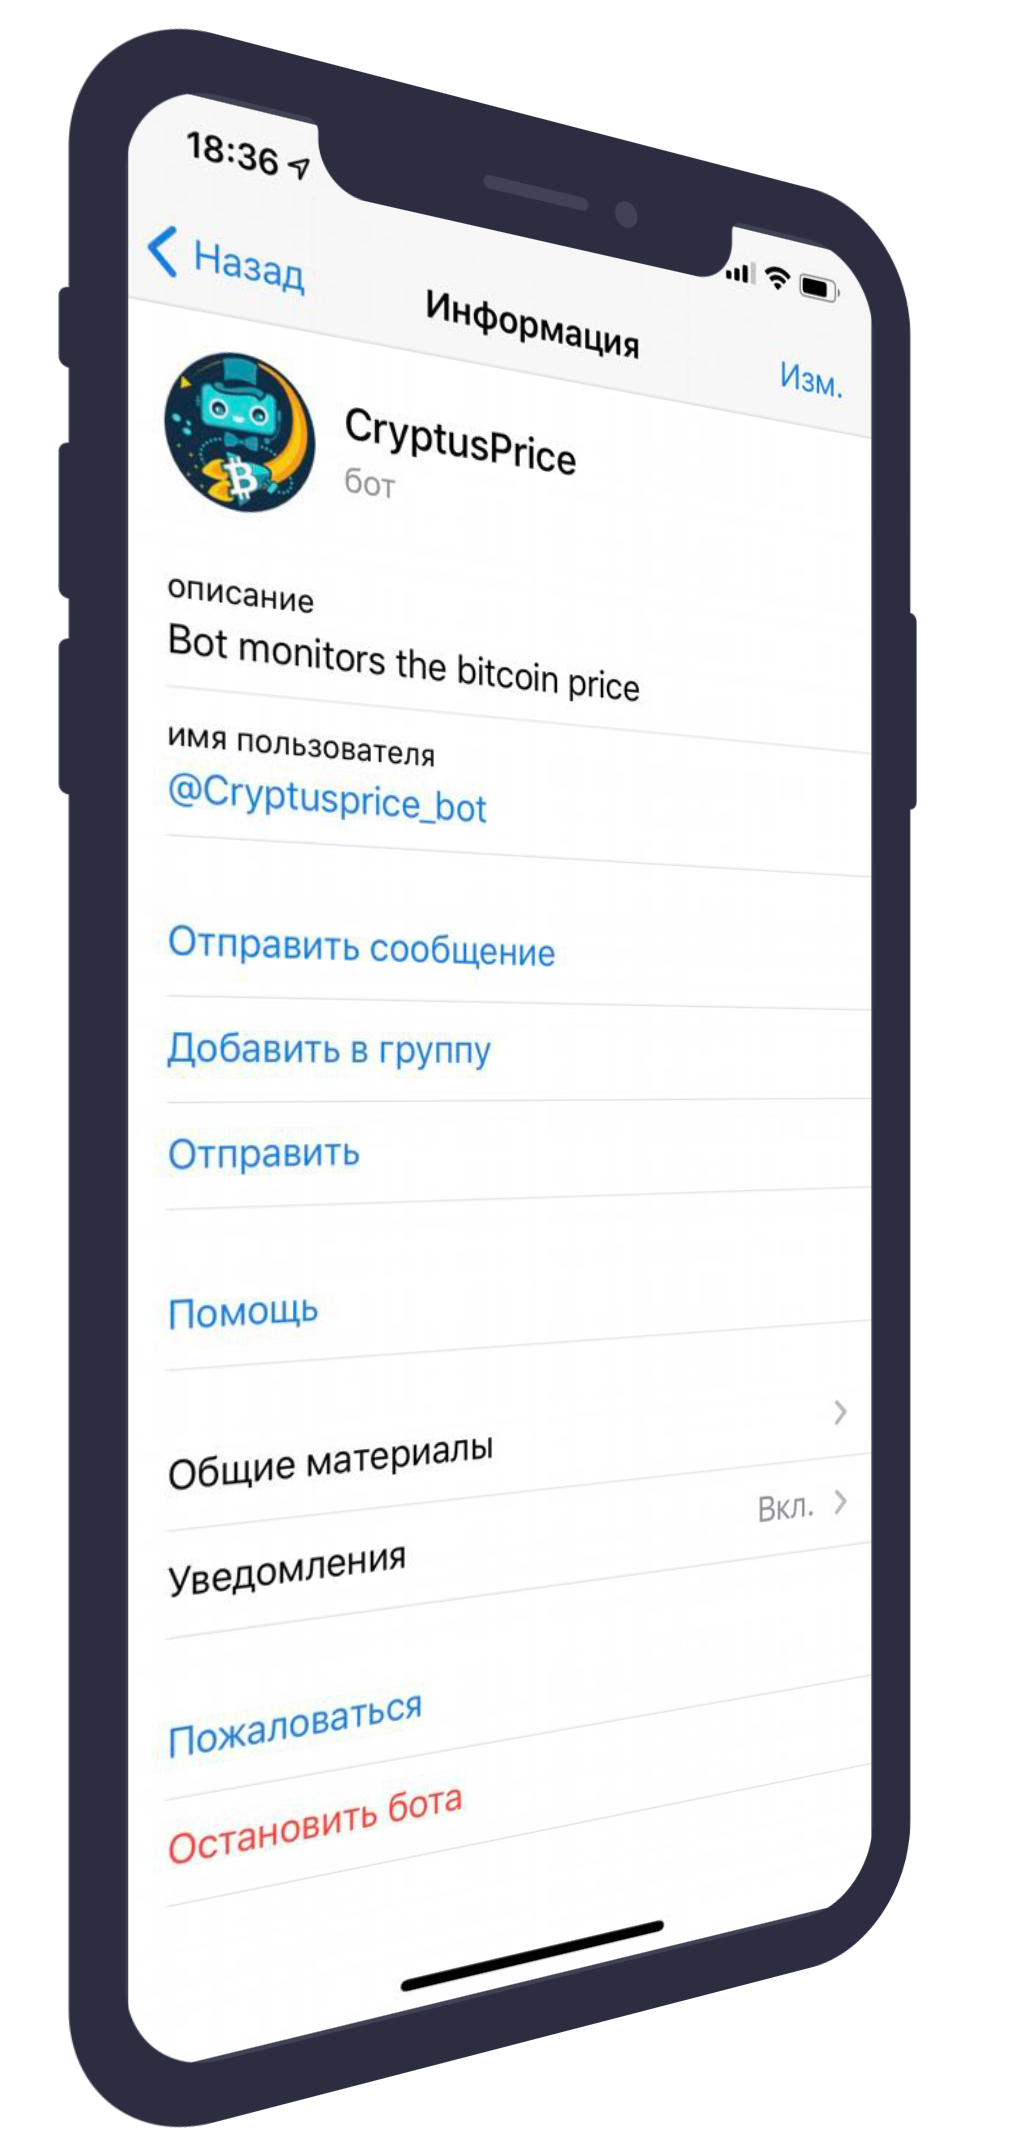 18:36
Назад
Информация
Изм.
CryptusPrice
бот
описание
Bot monitors the bitcoin price
имя пользователя
@Cryptusprice_bot
Отправить сообщение
Добавить в группу
Отправить
Помощь
Общие материалы
Уведомления
Вкл.
Пожаловаться
Остановить бота